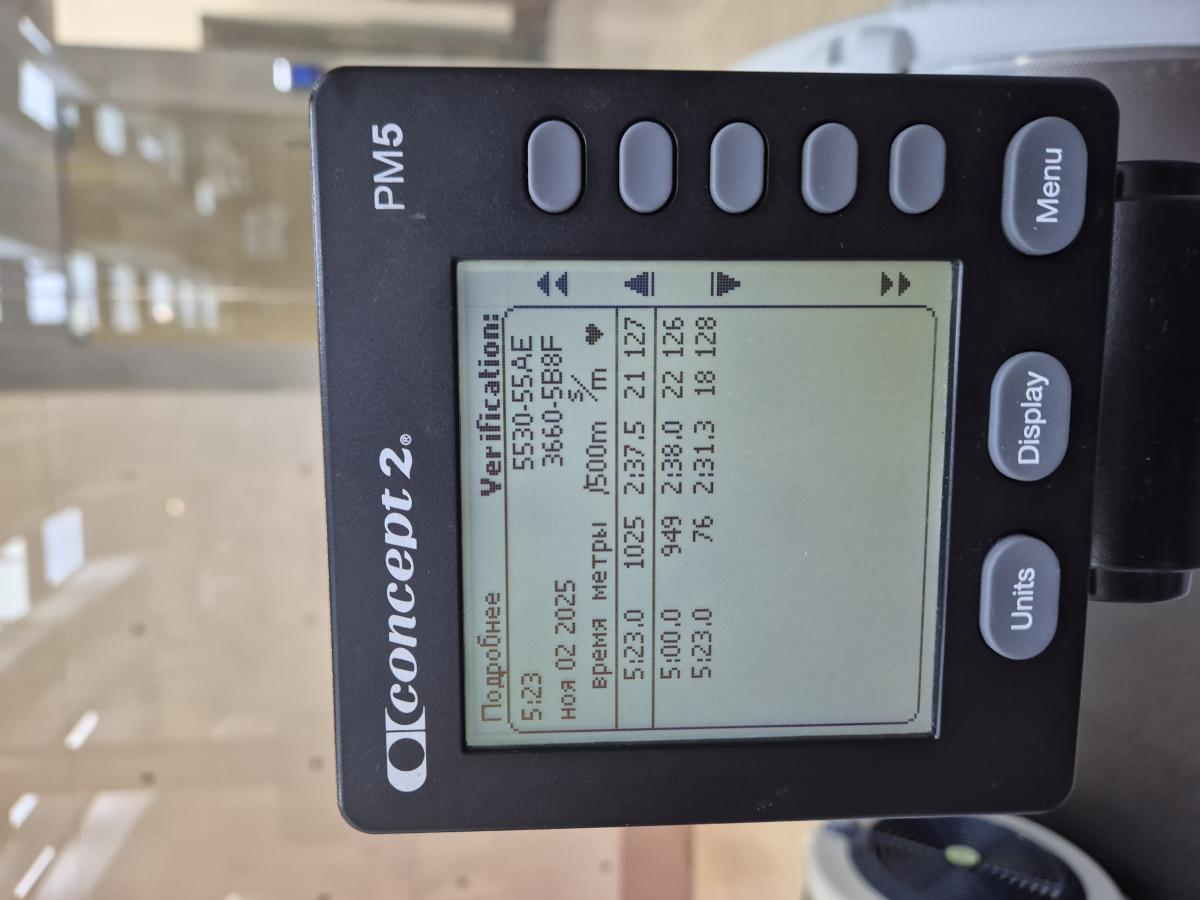 concept 2® PM5
Подробнее Verification:
5:23 5530-55AE
ноя 02 2025 3660-5B8F
время метры /500m s/m ♥
5:23.0 1025 2:37.5 21 127
5:00.0 949 2:38.0 22 126
5:23.0 76 2:31.3 18 128
Units Display Menu